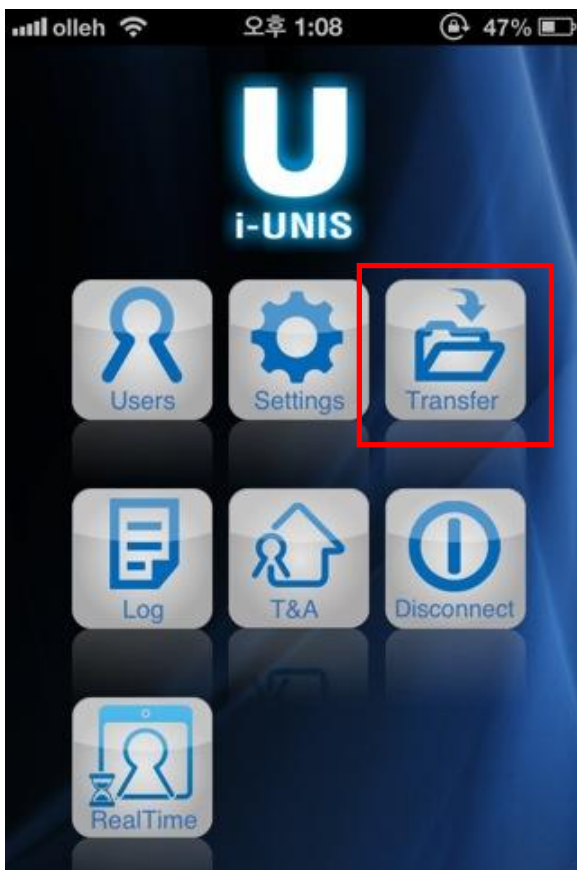 olleh 오후 1:08 47%
U
i-UNIS
Users Settings Transfer
Log T&A Disconnect
RealTime